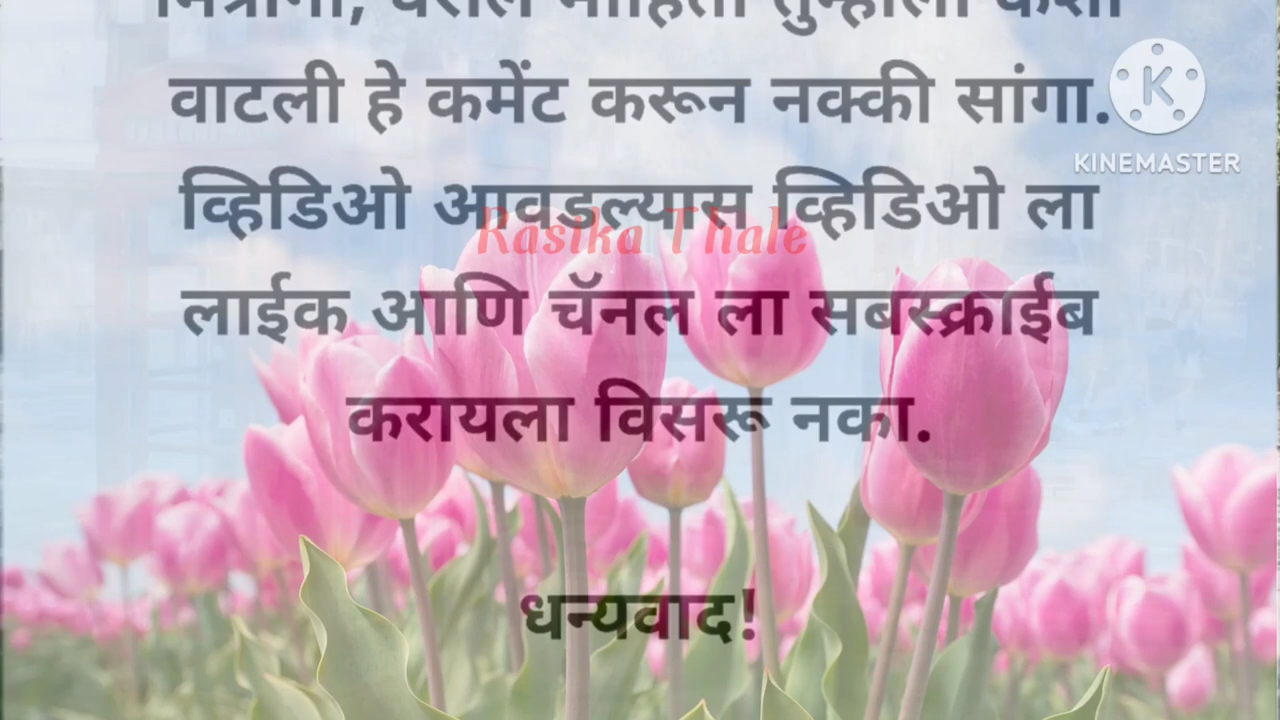 मित्रांनो, वरील माहिती तुम्हाला कशी
वाटली हे कमेंट करून नक्की सांगा.
K
KINEMASTER
व्हिडिओ आवडल्यास व्हिडिओ ला
Rasika Thale
लाईक आणि चॅनल ला सबस्क्राईब
करायला विसरू नका.
धन्यवाद!